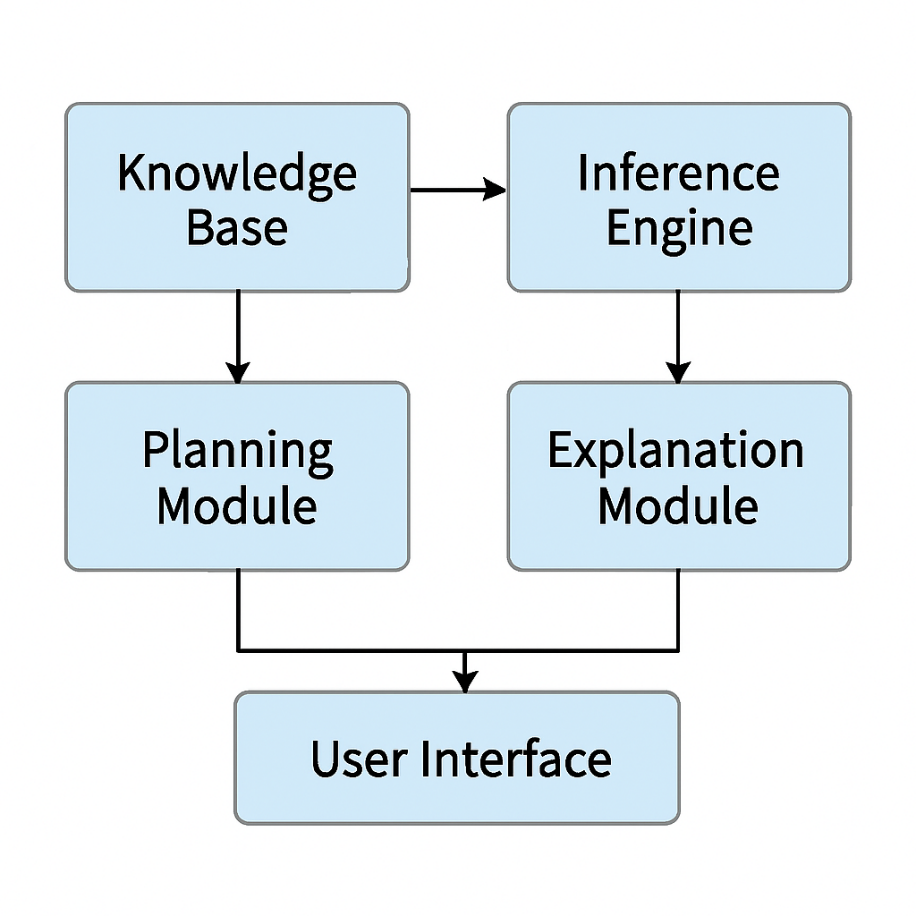 Knowledge
Base
Inference
Engine
Planning
Module
Explanation
Module
User Interface